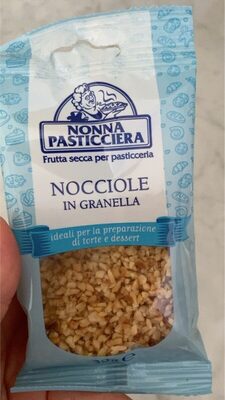 NONNA
PASTICCIERA
Frutta secca per pasticceria
NOCCIOLE
IN GRANELLA
ideali per la preparazione
di torte e dessert